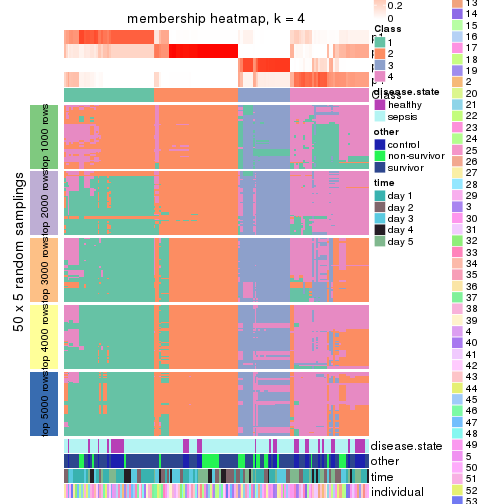 membership heatmap, k = 4
0.2
0
Class
1
2
3
4
Class
disease.state
healthy
sepsis
other
control
non-survivor
survivor
time
day 1
day 2
day 3
day 4
day 5
50 x 5 random samplings
top 1000 rows
top 2000 rows
top 3000 rows
top 4000 rows
top 5000 rows
disease.state
other
time
individual
13
14
15
16
17
18
19
2
20
21
22
23
24
25
26
27
28
29
3
30
31
32
33
34
35
36
37
38
39
4
40
41
42
43
44
45
46
47
48
49
5
50
51
52
53